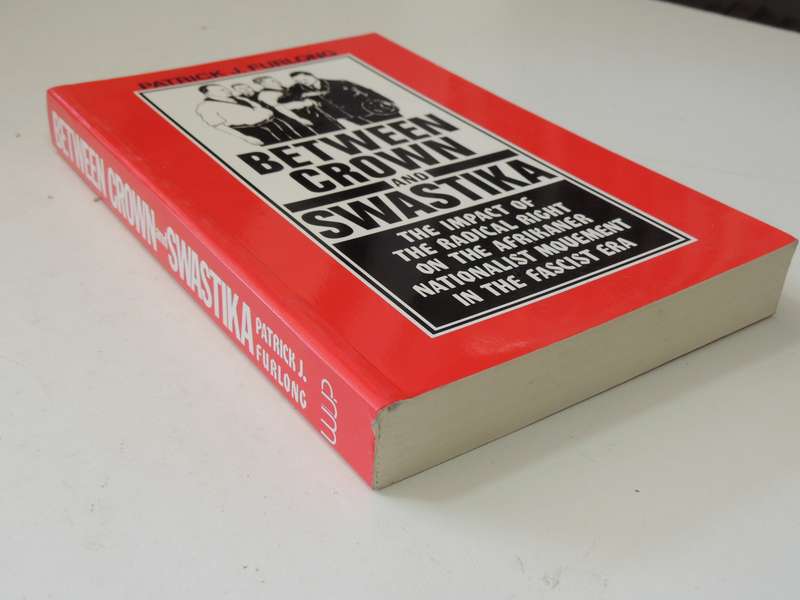 PATRICK J. FURLONG
BETWEEN
CROWN
AND
SWASTIKA
THE IMPACT OF
THE RADICAL RIGHT
ON THE AFRIKANER
NATIONALIST MOVEMENT
IN THE FASCIST ERA
BETWEEN CROWN AND SWASTIKA
PATRICK J.
FURLONG
WUP